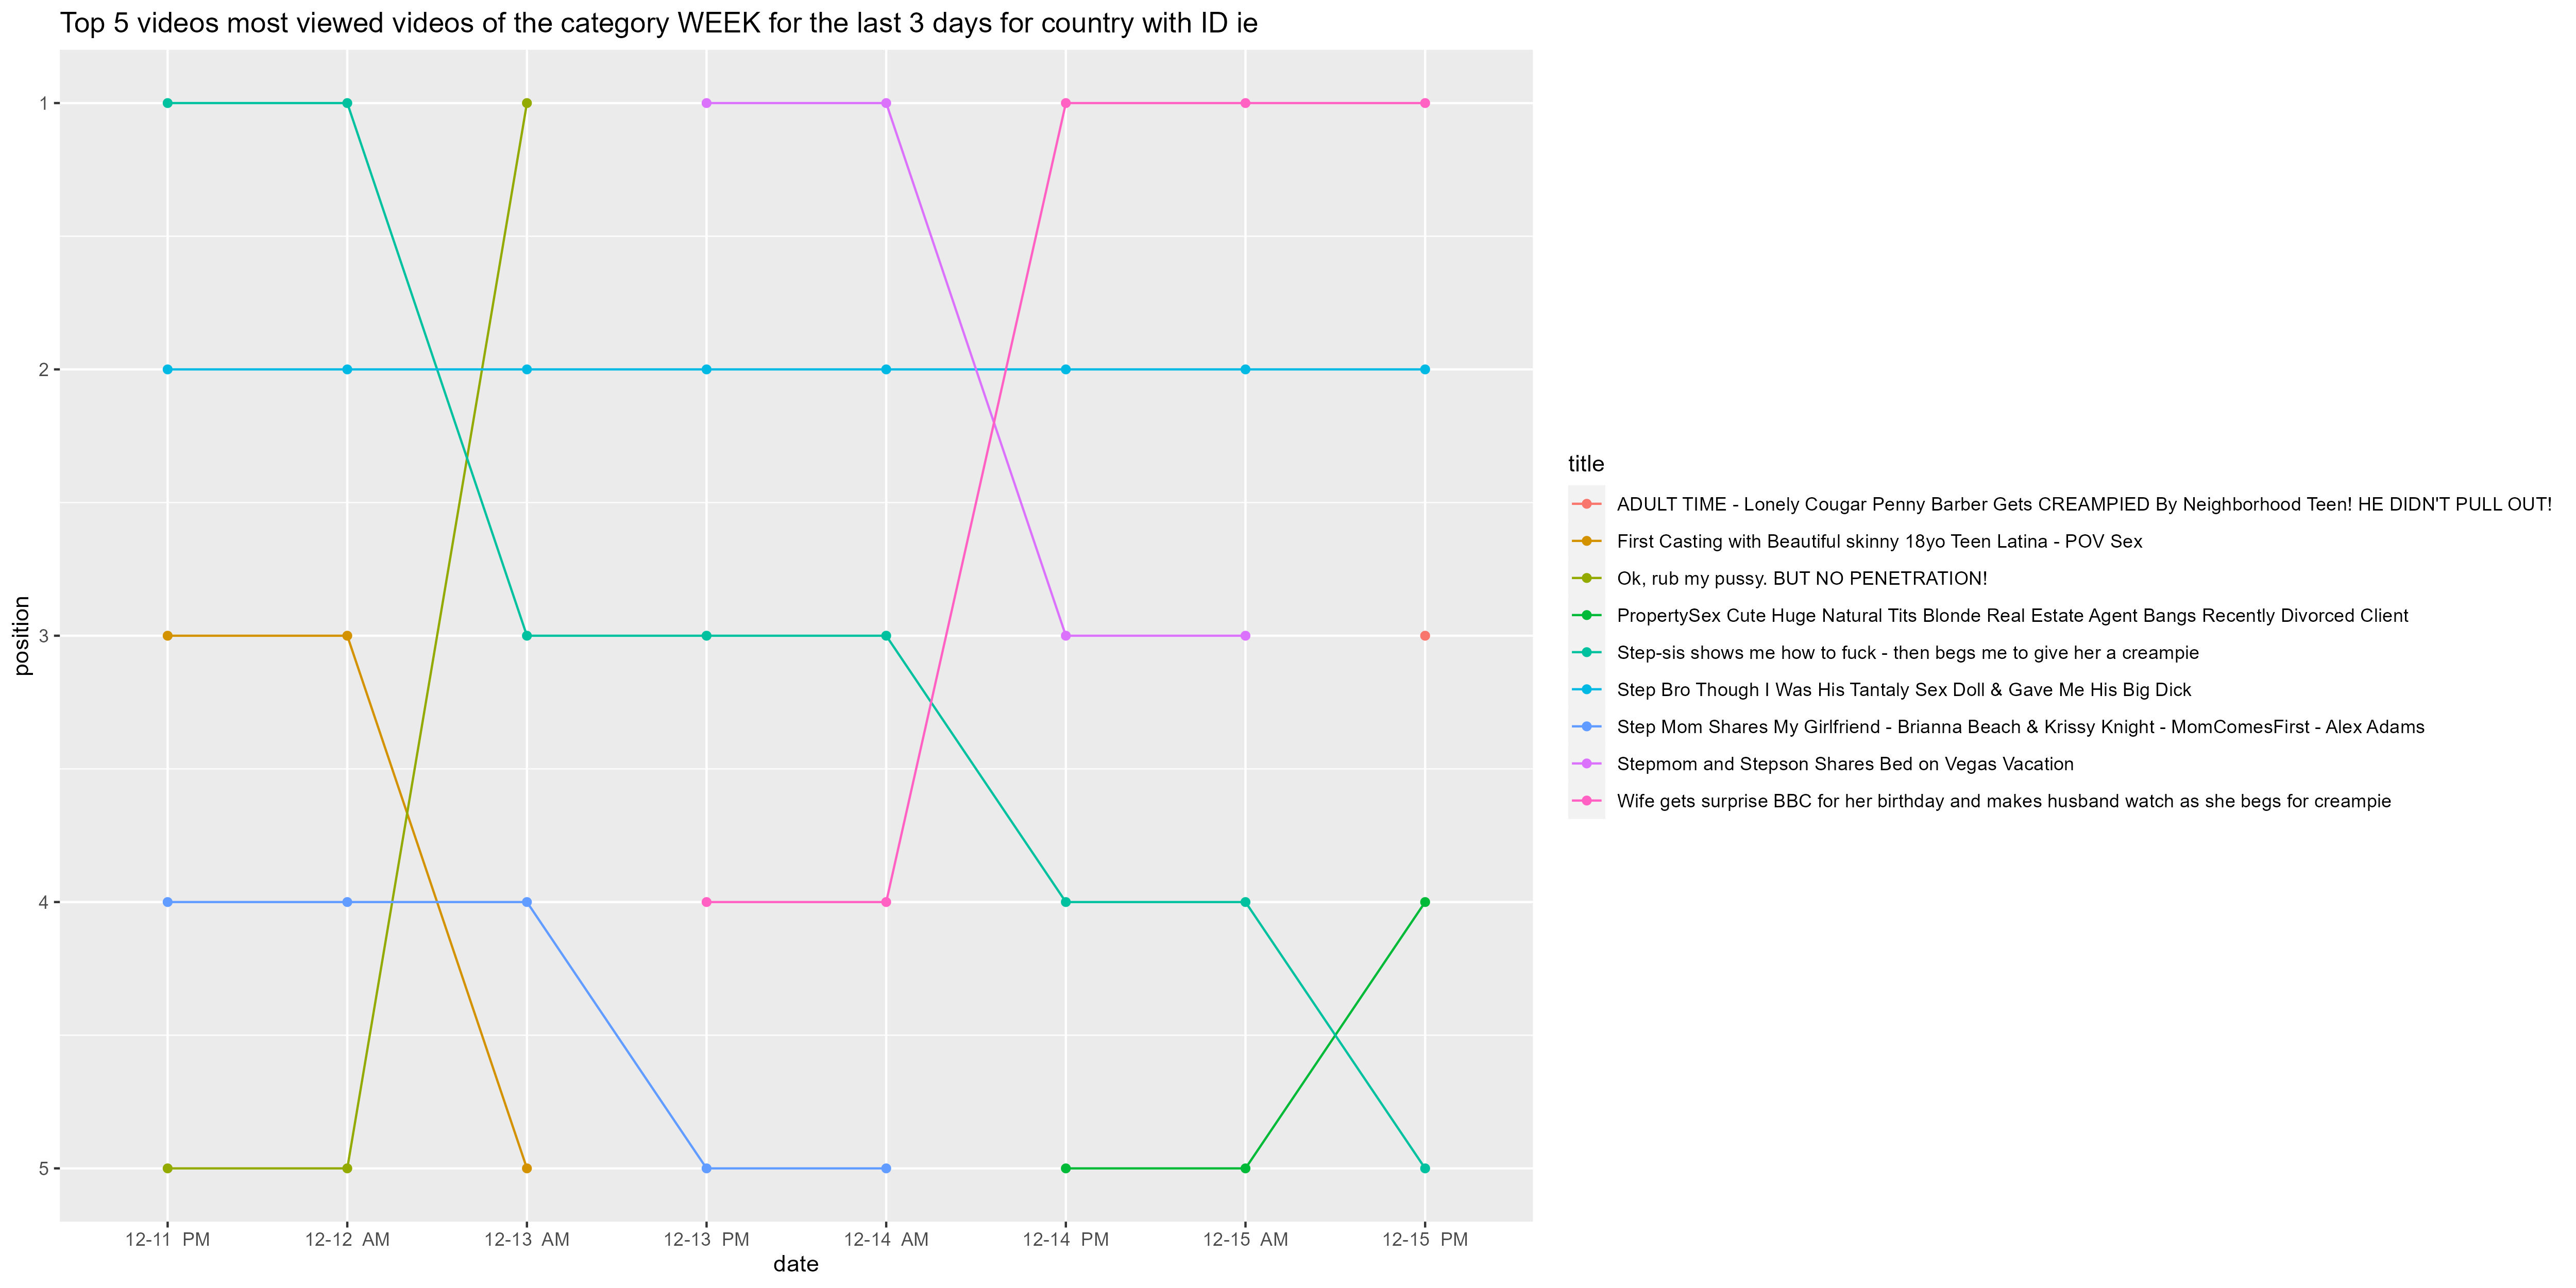 Top 5 videos most viewed videos of the category WEEK for the last 3 days for country with ID ie
1
2
3
4
5
position
12-11 PM
12-12 AM
12-13 AM
12-13 PM
12-14 AM
12-14 PM
12-15 AM
12-15 PM
date
title
ADULT TIME - Lonely Cougar Penny Barber Gets CREAMPIED By Neighborhood Teen! HE DIDN'T PULL OUT!
First Casting with Beautiful skinny 18yo Teen Latina - POV Sex
Ok, rub my pussy. BUT NO PENETRATION!
PropertySex Cute Huge Natural Tits Blonde Real Estate Agent Bangs Recently Divorced Client
Step-sis shows me how to fuck - then begs me to give her a creampie
Step Bro Though I Was His Tantaly Sex Doll & Gave Me His Big Dick
Step Mom Shares My Girlfriend - Brianna Beach & Krissy Knight - MomComesFirst - Alex Adams
Stepmom and Stepson Shares Bed on Vegas Vacation
Wife gets surprise BBC for her birthday and makes husband watch as she begs for creampie